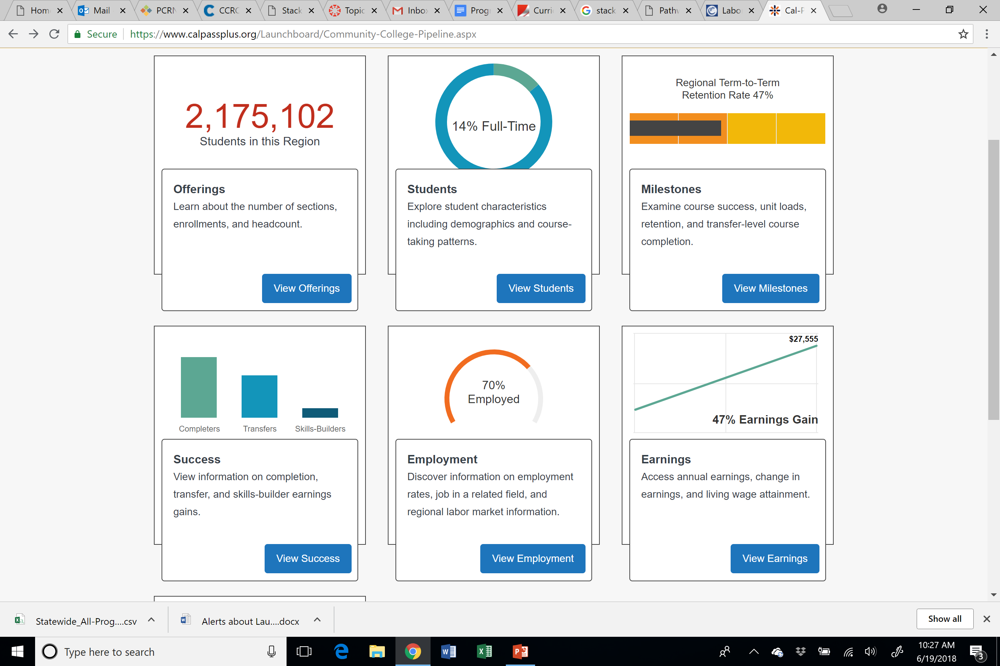 Hom
Mail
PCRN
CCRC
Stack
Topic
Inbox
Progr
Curri
stack
Pathw
Labo
Cal-P
Secure
https://www.calpassplus.org/Launchboard/Community-College-Pipeline.aspx
2,175,102
Students in this Region
Offerings
Learn about the number of sections,
enrollments, and headcount.
View Offerings
14% Full-Time
Students
Explore student characteristics
including demographics and course-
taking patterns.
View Students
Regional Term-to-Term
Retention Rate 47%
Milestones
Examine course success, unit loads,
retention, and transfer-level course
completion.
View Milestones
Completers Transfers Skills-Builders
Success
View information on completion,
transfer, and skills-builder earnings
gains.
View Success
70%
Employed
Employment
Discover information on employment
rates, job in a related field, and
regional labor market information.
View Employment
$27,555
47% Earnings Gain
Earnings
Access annual earnings, change in
earnings, and living wage attainment.
View Earnings
Statewide_All-Prog....csv
Alerts about Lau....docx
Show all
Type here to search
10:27 AM
6/19/2018
3